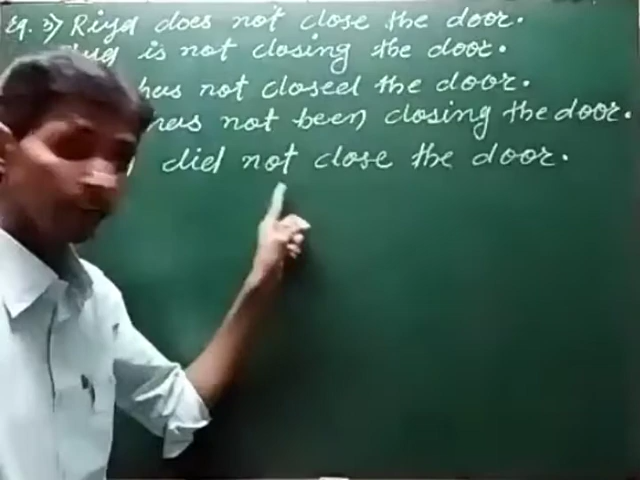 Eg. 3) Riya does not close the door.
is not closing the door.
has not closed the door.
has not been closing the door.
did not close the door.